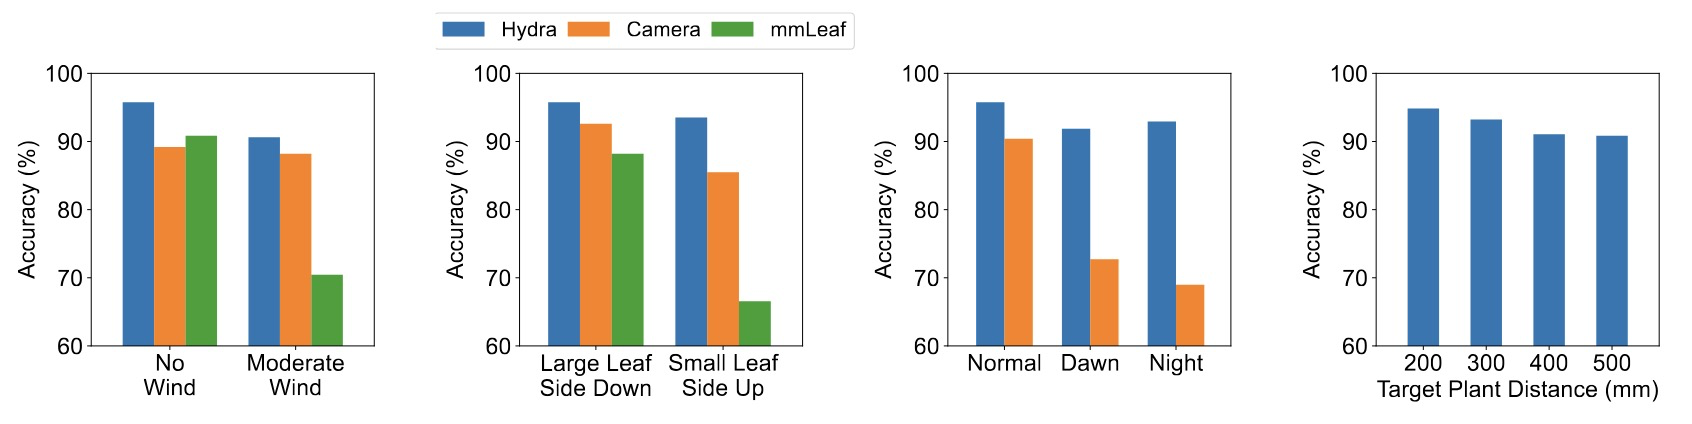 Hydra Camera mmLeaf
Accuracy (%)
100
90
80
70
60
No Wind
Moderate Wind
Accuracy (%)
100
90
80
70
60
Large Leaf Side Down
Small Leaf Side Up
Accuracy (%)
100
90
80
70
60
Normal Dawn Night
Accuracy (%)
100
90
80
70
60
200 300 400 500
Target Plant Distance (mm)